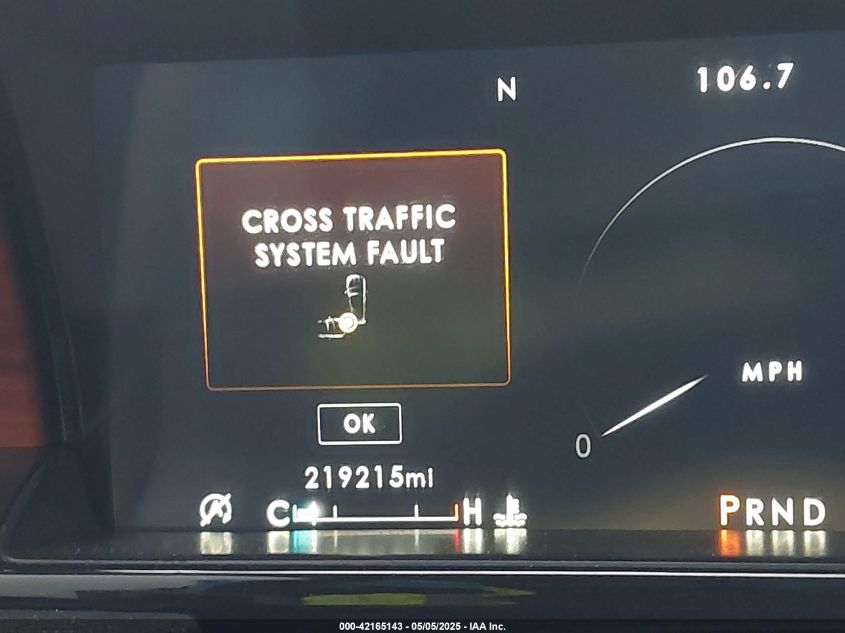 N
106.7
CROSS TRAFFIC
SYSTEM FAULT
MPH
0
OK
219215mi
C H
PRND
000-42165143 - 05/05/2025 - IAA Inc.